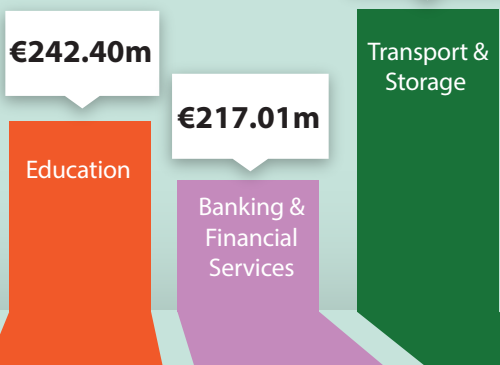 €242.40m
Education
€217.01m
Banking &
Financial
Services
Transport &
Storage